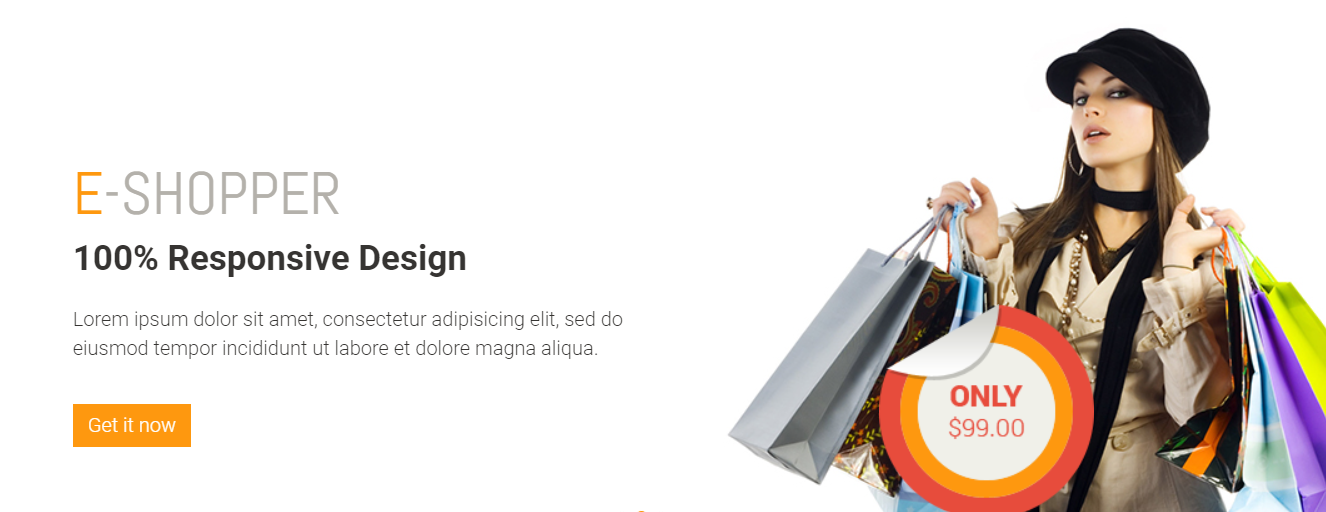 E-SHOPPER
100% Responsive Design
Lorem ipsum dolor sit amet, consectetur adipisicing elit, sed do
eiusmod tempor incididunt ut labore et dolore magna aliqua.
Get it now
ONLY
$99.00